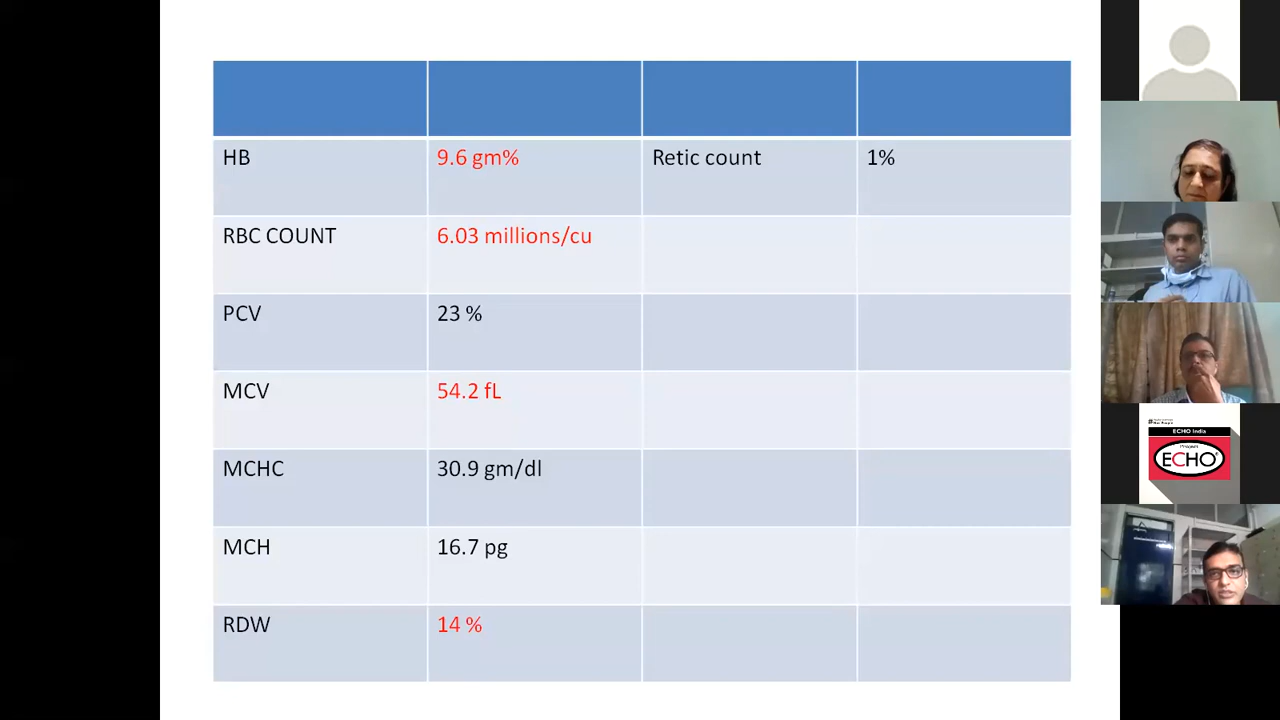 HB 9.6 gm% Retic count 1%
RBC COUNT 6.03 millions/cu
PCV 23 %
MCV 54.2 fL
MCHC 30.9 gm/dl
MCH 16.7 pg
RDW 14 %
ECHO India
ECHO